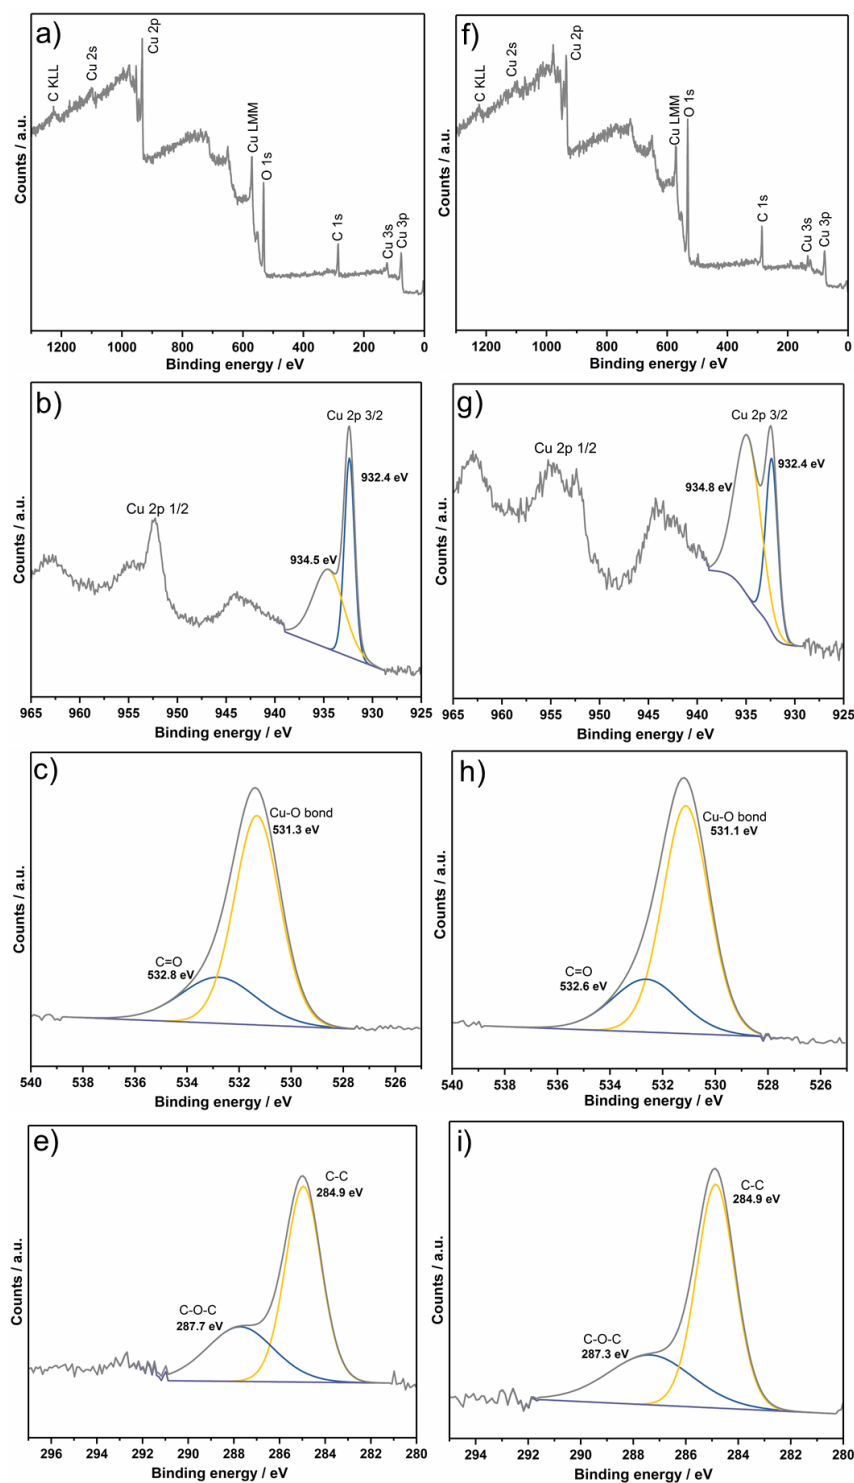 a)
C KLL
Cu 2s
Cu 2p
Cu LMM
O 1s
C 1s
Cu 3s
Cu 3p
Counts / a.u.
1200 1000 800 600 400 200 0
Binding energy / eV
f)
C KLL
Cu 2s
Cu 2p
Cu LMM
O 1s
C 1s
Cu 3s
Cu 3p
Counts / a.u.
1200 1000 800 600 400 200 0
Binding energy / eV
b)
Cu 2p 3/2
932.4 eV
Cu 2p 1/2
934.5 eV
Counts / a.u.
965 960 955 950 945 940 935 930 925
Binding energy / eV
g)
Cu 2p 3/2
Cu 2p 1/2
932.4 eV
934.8 eV
Counts / a.u.
965 960 955 950 945 940 935 930 925
Binding energy / eV
c)
Cu-O bond
531.3 eV
C=O
532.8 eV
Counts / a.u.
540 538 536 534 532 530 528 526
Binding energy / eV
h)
Cu-O bond
531.1 eV
C=O
532.6 eV
Counts / a.u.
540 538 536 534 532 530 528 526
Binding energy / eV
e)
C-C
284.9 eV
C-O-C
287.7 eV
Counts / a.u.
296 294 292 290 288 286 284 282 280
Binding energy / eV
i)
C-C
284.9 eV
C-O-C
287.3 eV
Counts / a.u.
294 292 290 288 286 284 282 280
Binding energy / eV